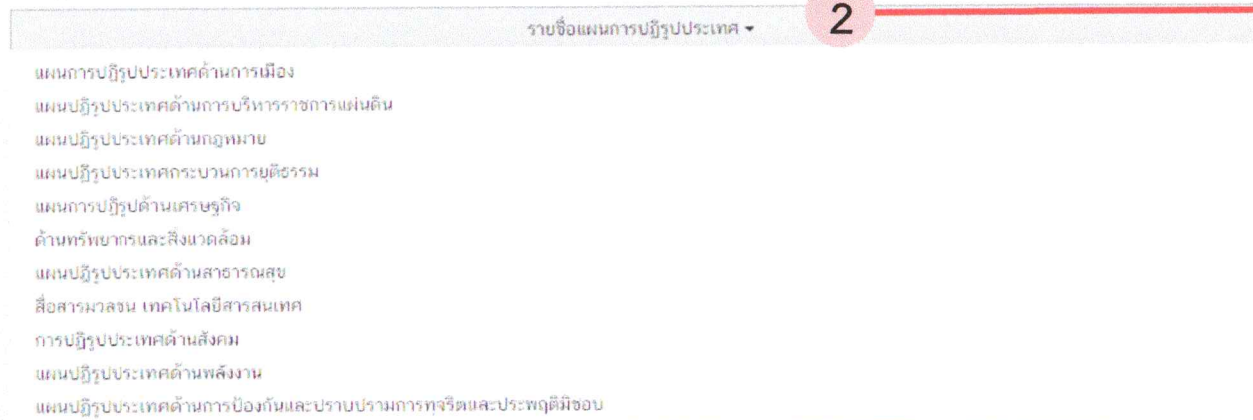 รายชื่อแผนการปฏิรูปประเทศ
2
แผนการปฏิรูปประเทศด้านการเมือง
แผนปฏิรูปประเทศด้านการบริหารราชการแผ่นดิน
แผนปฏิรูปประเทศด้านกฎหมาย
แผนปฏิรูปประเทศกระบวนการยุติธรรม
แผนการปฏิรูปด้านเศรษฐกิจ
ด้านทรัพยากรและสิ่งแวดล้อม
แผนปฏิรูปประเทศด้านสาธารณสุข
สื่อสารมวลชน เทคโนโลยีสารสนเทศ
การปฏิรูปประเทศด้านสังคม
แผนปฏิรูปประเทศด้านพลังงาน
แผนปฏิรูปประเทศด้านการป้องกันและปราบปรามการทุจริตและประพฤติมิชอบ